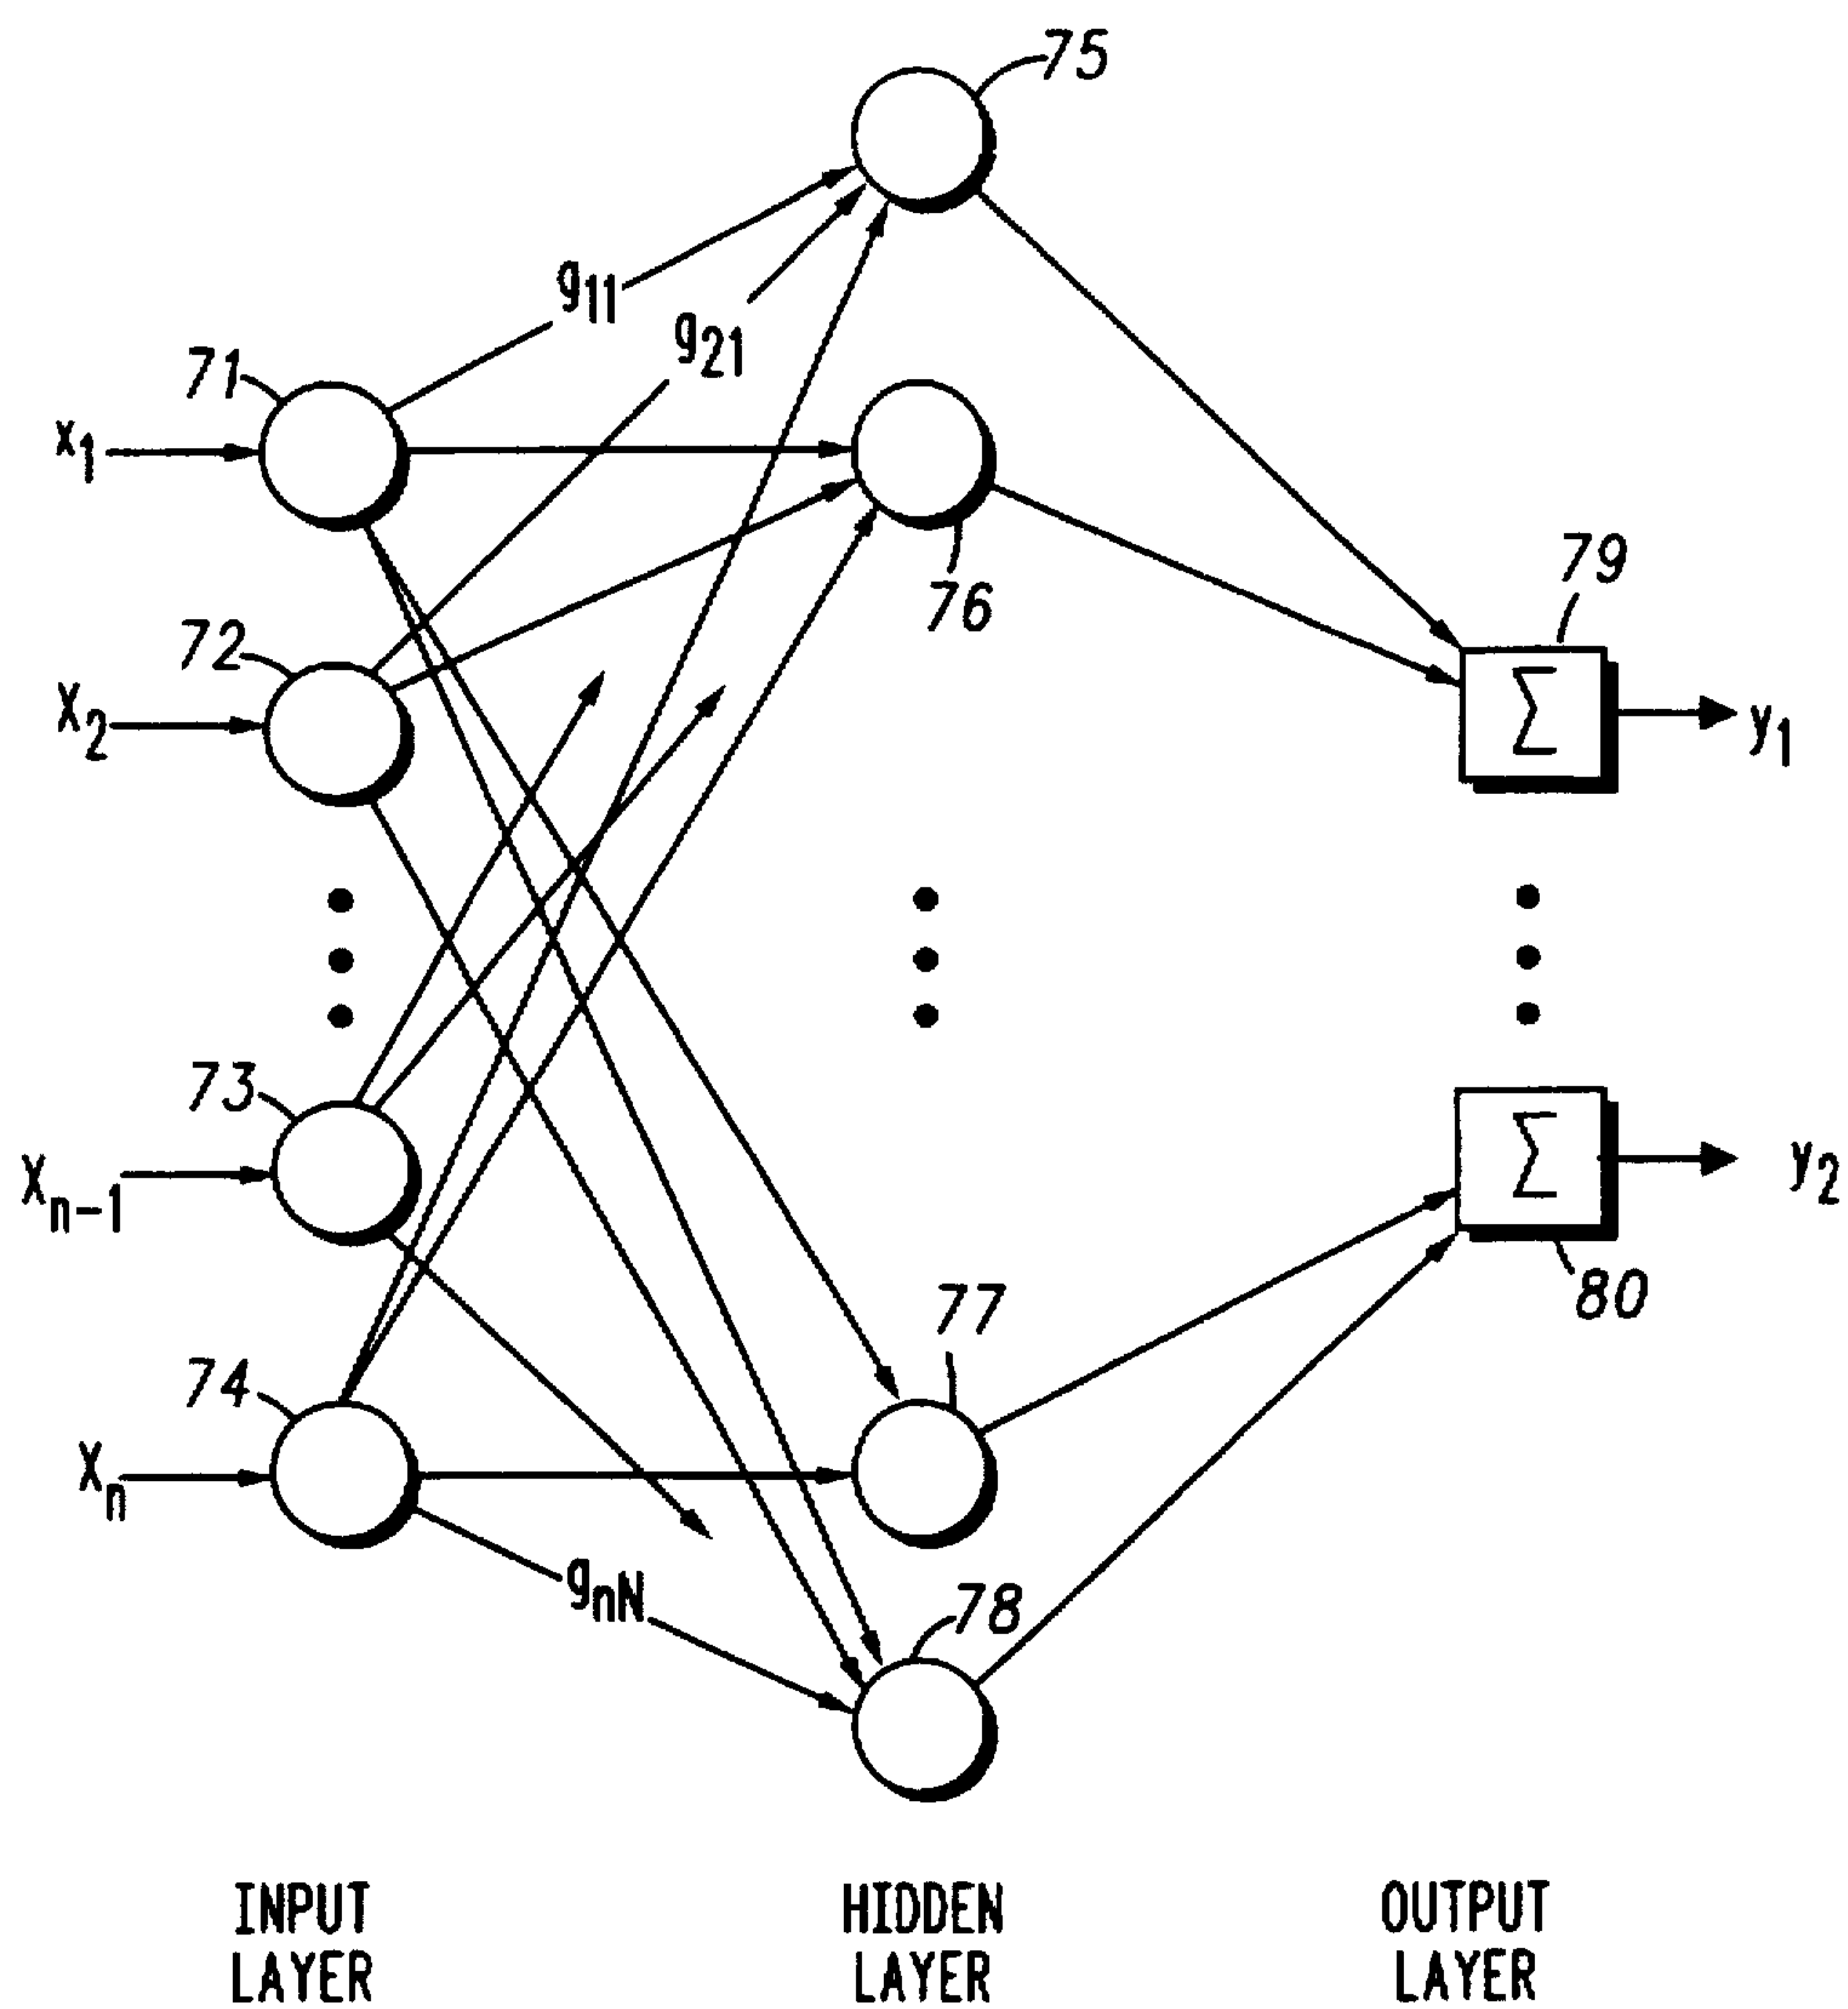 75
g11
g21
71
x1
76
79
Σ
y1
72
X2
73
Xn-1
Σ
y2
80
77
74
Xn
gnN
78
INPUT
LAYER
HIDDEN
LAYER
OUTPUT
LAYER